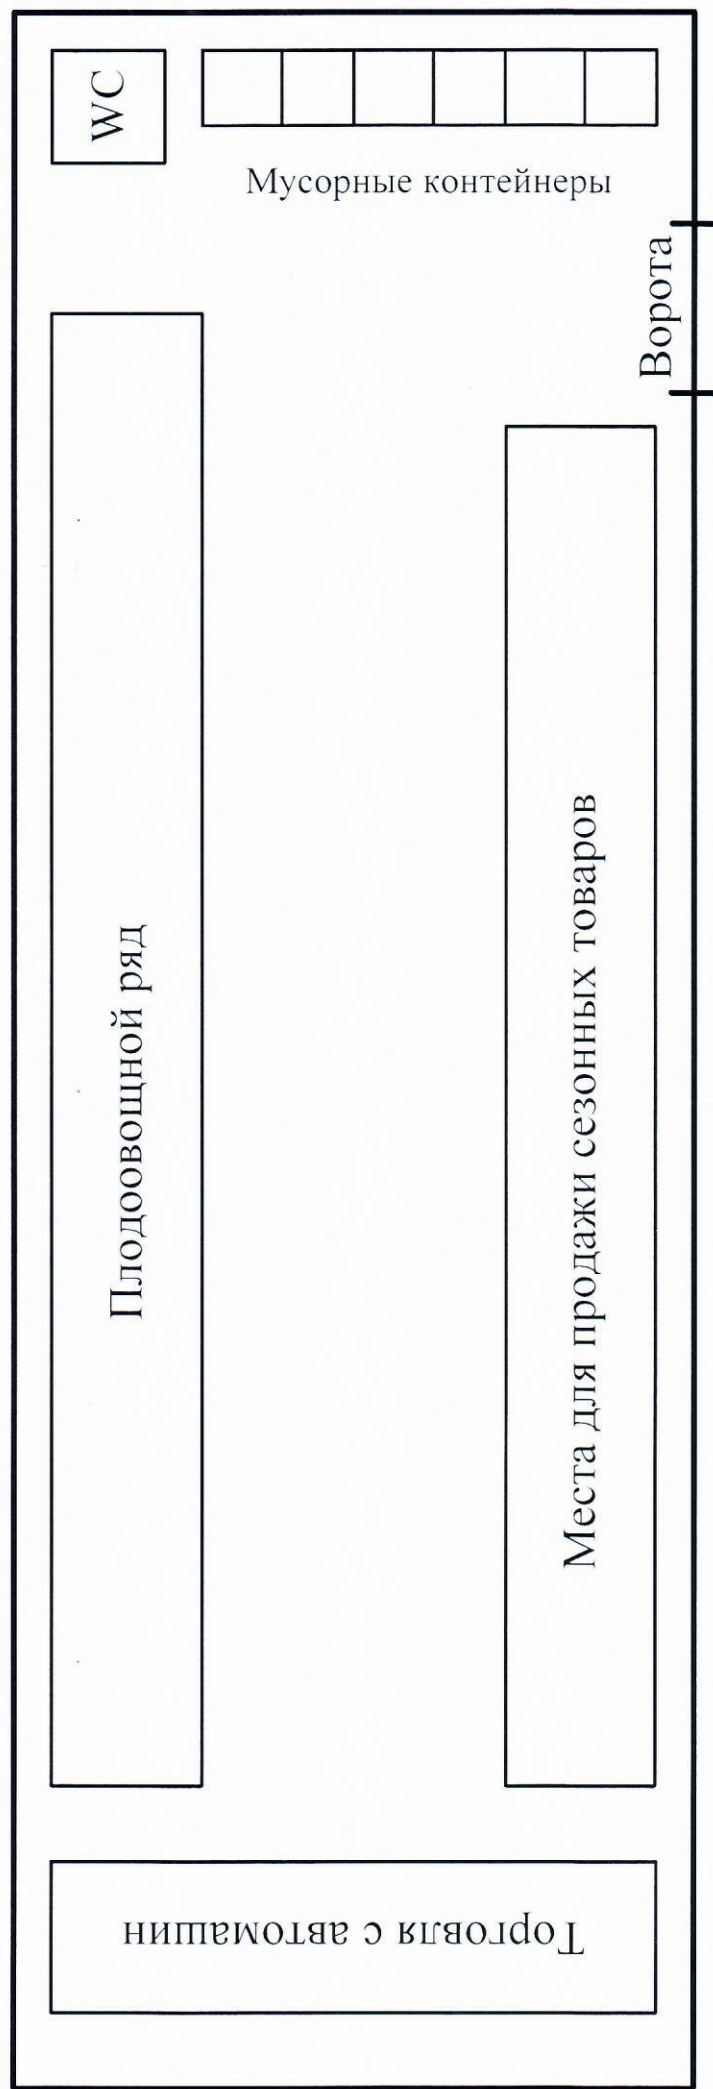 WC
Мусорные контейнеры
Ворота
Плодоовощной ряд
Места для продажи сезонных товаров
Торговля с автомашин